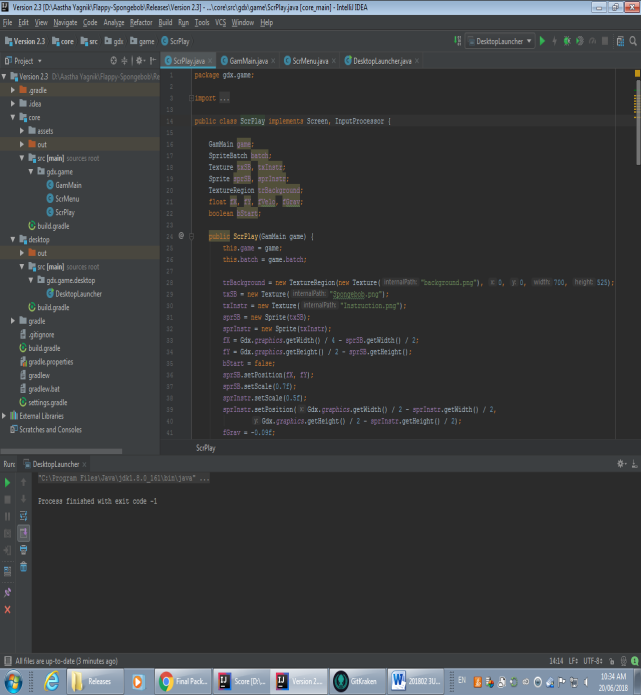 Version 2.3 [D:\Aastha Yagnik\Flappy-Spongebob\Releases\Version 2.3] - ...\core\src\gdx\game\ScrPlay.java [core_main] - IntelliJ IDEA
File Edit View Navigate Code Analyze Refactor Build Run Tools VCS Window Help
Version 2.3 core src gdx game ScrPlay
DesktopLauncher
Project
ScrPlay.java GamMain.java ScrMenu.java DesktopLauncher.java
Version 2.3 D:\Aastha Yagnik\Flappy-Spongebob\Re
.gradle
.idea
core
assets
out
src [main] sources root
gdx.game
GamMain
ScrMenu
ScrPlay
build.gradle
desktop
out
src [main] sources root
gdx.game.desktop
DesktopLauncher
build.gradle
gradle
.gitignore
build.gradle
gradle.properties
gradlew
gradlew.bat
settings.gradle
External Libraries
Scratches and Consoles
package gdx.game;
import ...
public class ScrPlay implements Screen, InputProcessor {
GamMain game;
SpriteBatch batch;
Texture txSB, txInstr;
Sprite sprSB, sprInstr;
TextureRegion trBackground;
float fX, fY, fVelo, fGrav;
boolean bStart;
public ScrPlay(GamMain game) {
this.game = game;
this.batch = game.batch;
trBackground = new TextureRegion(new Texture( internalPath: "background.png"), x: 0, y: 0, width: 700, height: 525);
txSB = new Texture( internalPath: "Spongebob.png");
txInstr = new Texture( internalPath: "Instruction.png");
sprSB = new Sprite(txSB);
sprInstr = new Sprite(txInstr);
fX = Gdx.graphics.getWidth() / 4 - sprSB.getWidth() / 2;
fY = Gdx.graphics.getHeight() / 2 - sprSB.getHeight();
bStart = false;
sprSB.setPosition(fX, fY);
sprSB.setScale(0.7f);
sprInstr.setScale(0.5f);
sprInstr.setPosition( x: Gdx.graphics.getWidth() / 2 - sprInstr.getWidth() / 2,
y: Gdx.graphics.getHeight() / 2 - sprInstr.getHeight() / 2);
fGrav = -0.09f;
ScrPlay
Run: DesktopLauncher
"C:\Program Files\Java\jdk1.8.0_161\bin\java" ...
Process finished with exit code -1
All files are up-to-date (3 minutes ago)
14:14 LF÷ UTF-8÷
Releases
Final Pack...
Score [D:\...
Version 2....
GitKraken
201802 3U...
EN
10:34 AM
20/06/2018